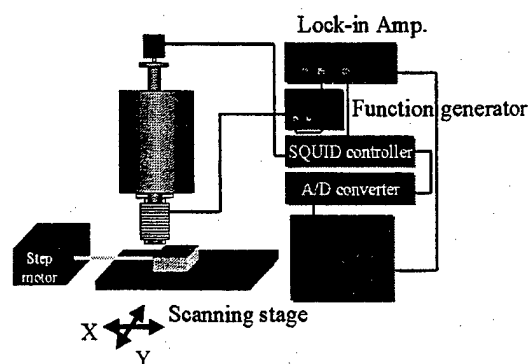 Lock-in Amp.
Function generator
SQUID controller
A/D converter
Step
motor
Scanning stage
X
Y